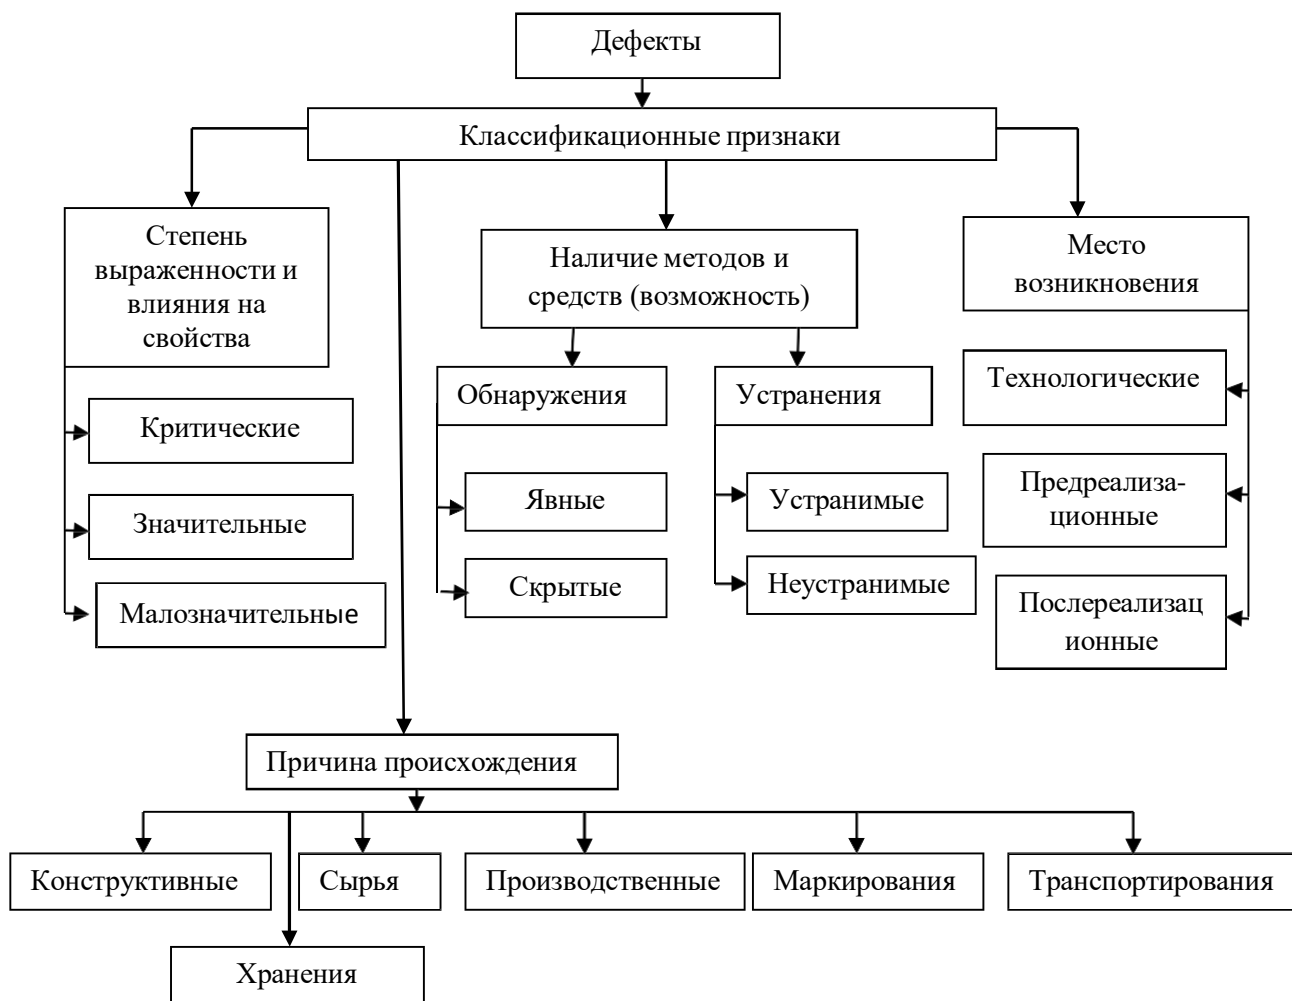 Дефекты
Классификационные признаки
Степень
выраженности и
влияния на
свойства
Критические
Значительные
Малозначительные
Наличие методов и
средств (возможность)
Обнаружения
Явные
Скрытые
Устранения
Устранимые
Неустранимые
Место
возникновения
Технологические
Предреализа-
ционные
Послереализац
ионные
Причина происхождения
Конструктивные
Сырья
Производственные
Маркирования
Транспортирования
Хранения